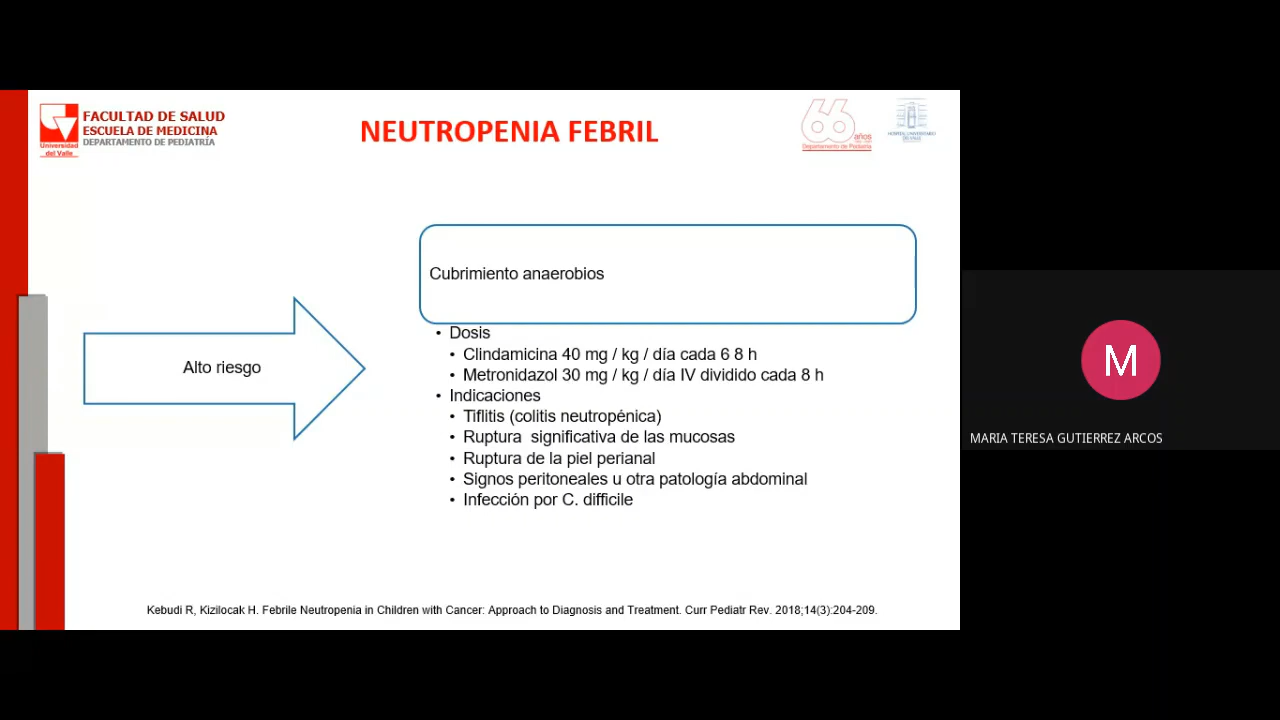 FACULTAD DE SALUD
ESCUELA DE MEDICINA
DEPARTAMENTO DE PEDIATRÍA
Universidad
del Valle
NEUTROPENIA FEBRIL
66
años
Departamento de Pediatría
HOSPITAL UNIVERSITARIO
DEL VALLE
Cubrimiento anaerobios
Alto riesgo
• Dosis
• Clindamicina 40 mg / kg / día cada 6 8 h
• Metronidazol 30 mg / kg / día IV dividido cada 8 h
• Indicaciones
• Tiflitis (colitis neutropénica)
• Ruptura significativa de las mucosas
• Ruptura de la piel perianal
• Signos peritoneales u otra patología abdominal
• Infección por C. difficile
Kebudi R, Kizilocak H. Febrile Neutropenia in Children with Cancer: Approach to Diagnosis and Treatment. Curr Pediatr Rev. 2018;14(3):204-209.
M
MARIA TERESA GUTIERREZ ARCOS